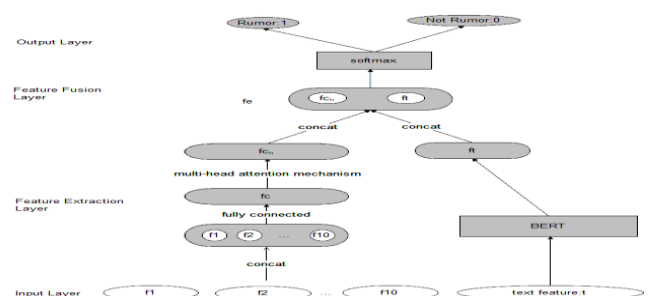 Rumor:1
Not Rumor:0
Output Layer
softmax
Feature Fusion
Layer
fe
fcₕ
ft
concat
concat
fcₕ
ft
multi-head attention mechanism
fc
Feature Extraction
Layer
fully connected
f1
f2
...
f10
BERT
concat
Input Layer
f1
f2
...
f10
text feature:t